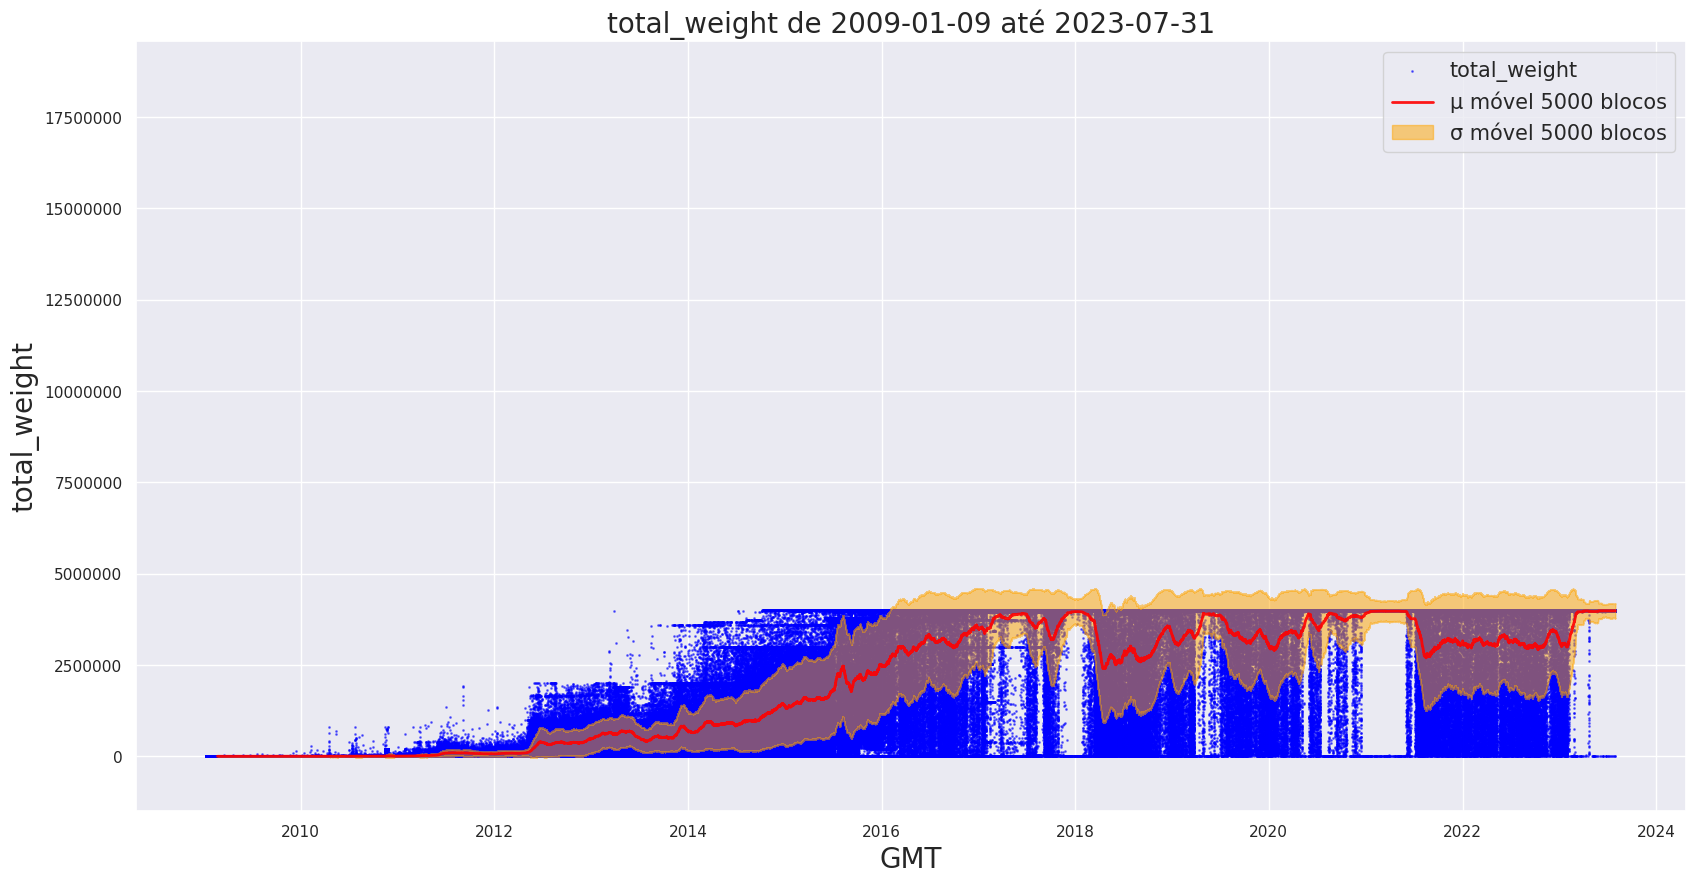 total_weight de 2009-01-09 até 2023-07-31
total_weight
μ móvel 5000 blocos
σ móvel 5000 blocos
total_weight
17500000
15000000
12500000
10000000
7500000
5000000
2500000
0
2010 2012 2014 2016 2018 2020 2022 2024
GMT